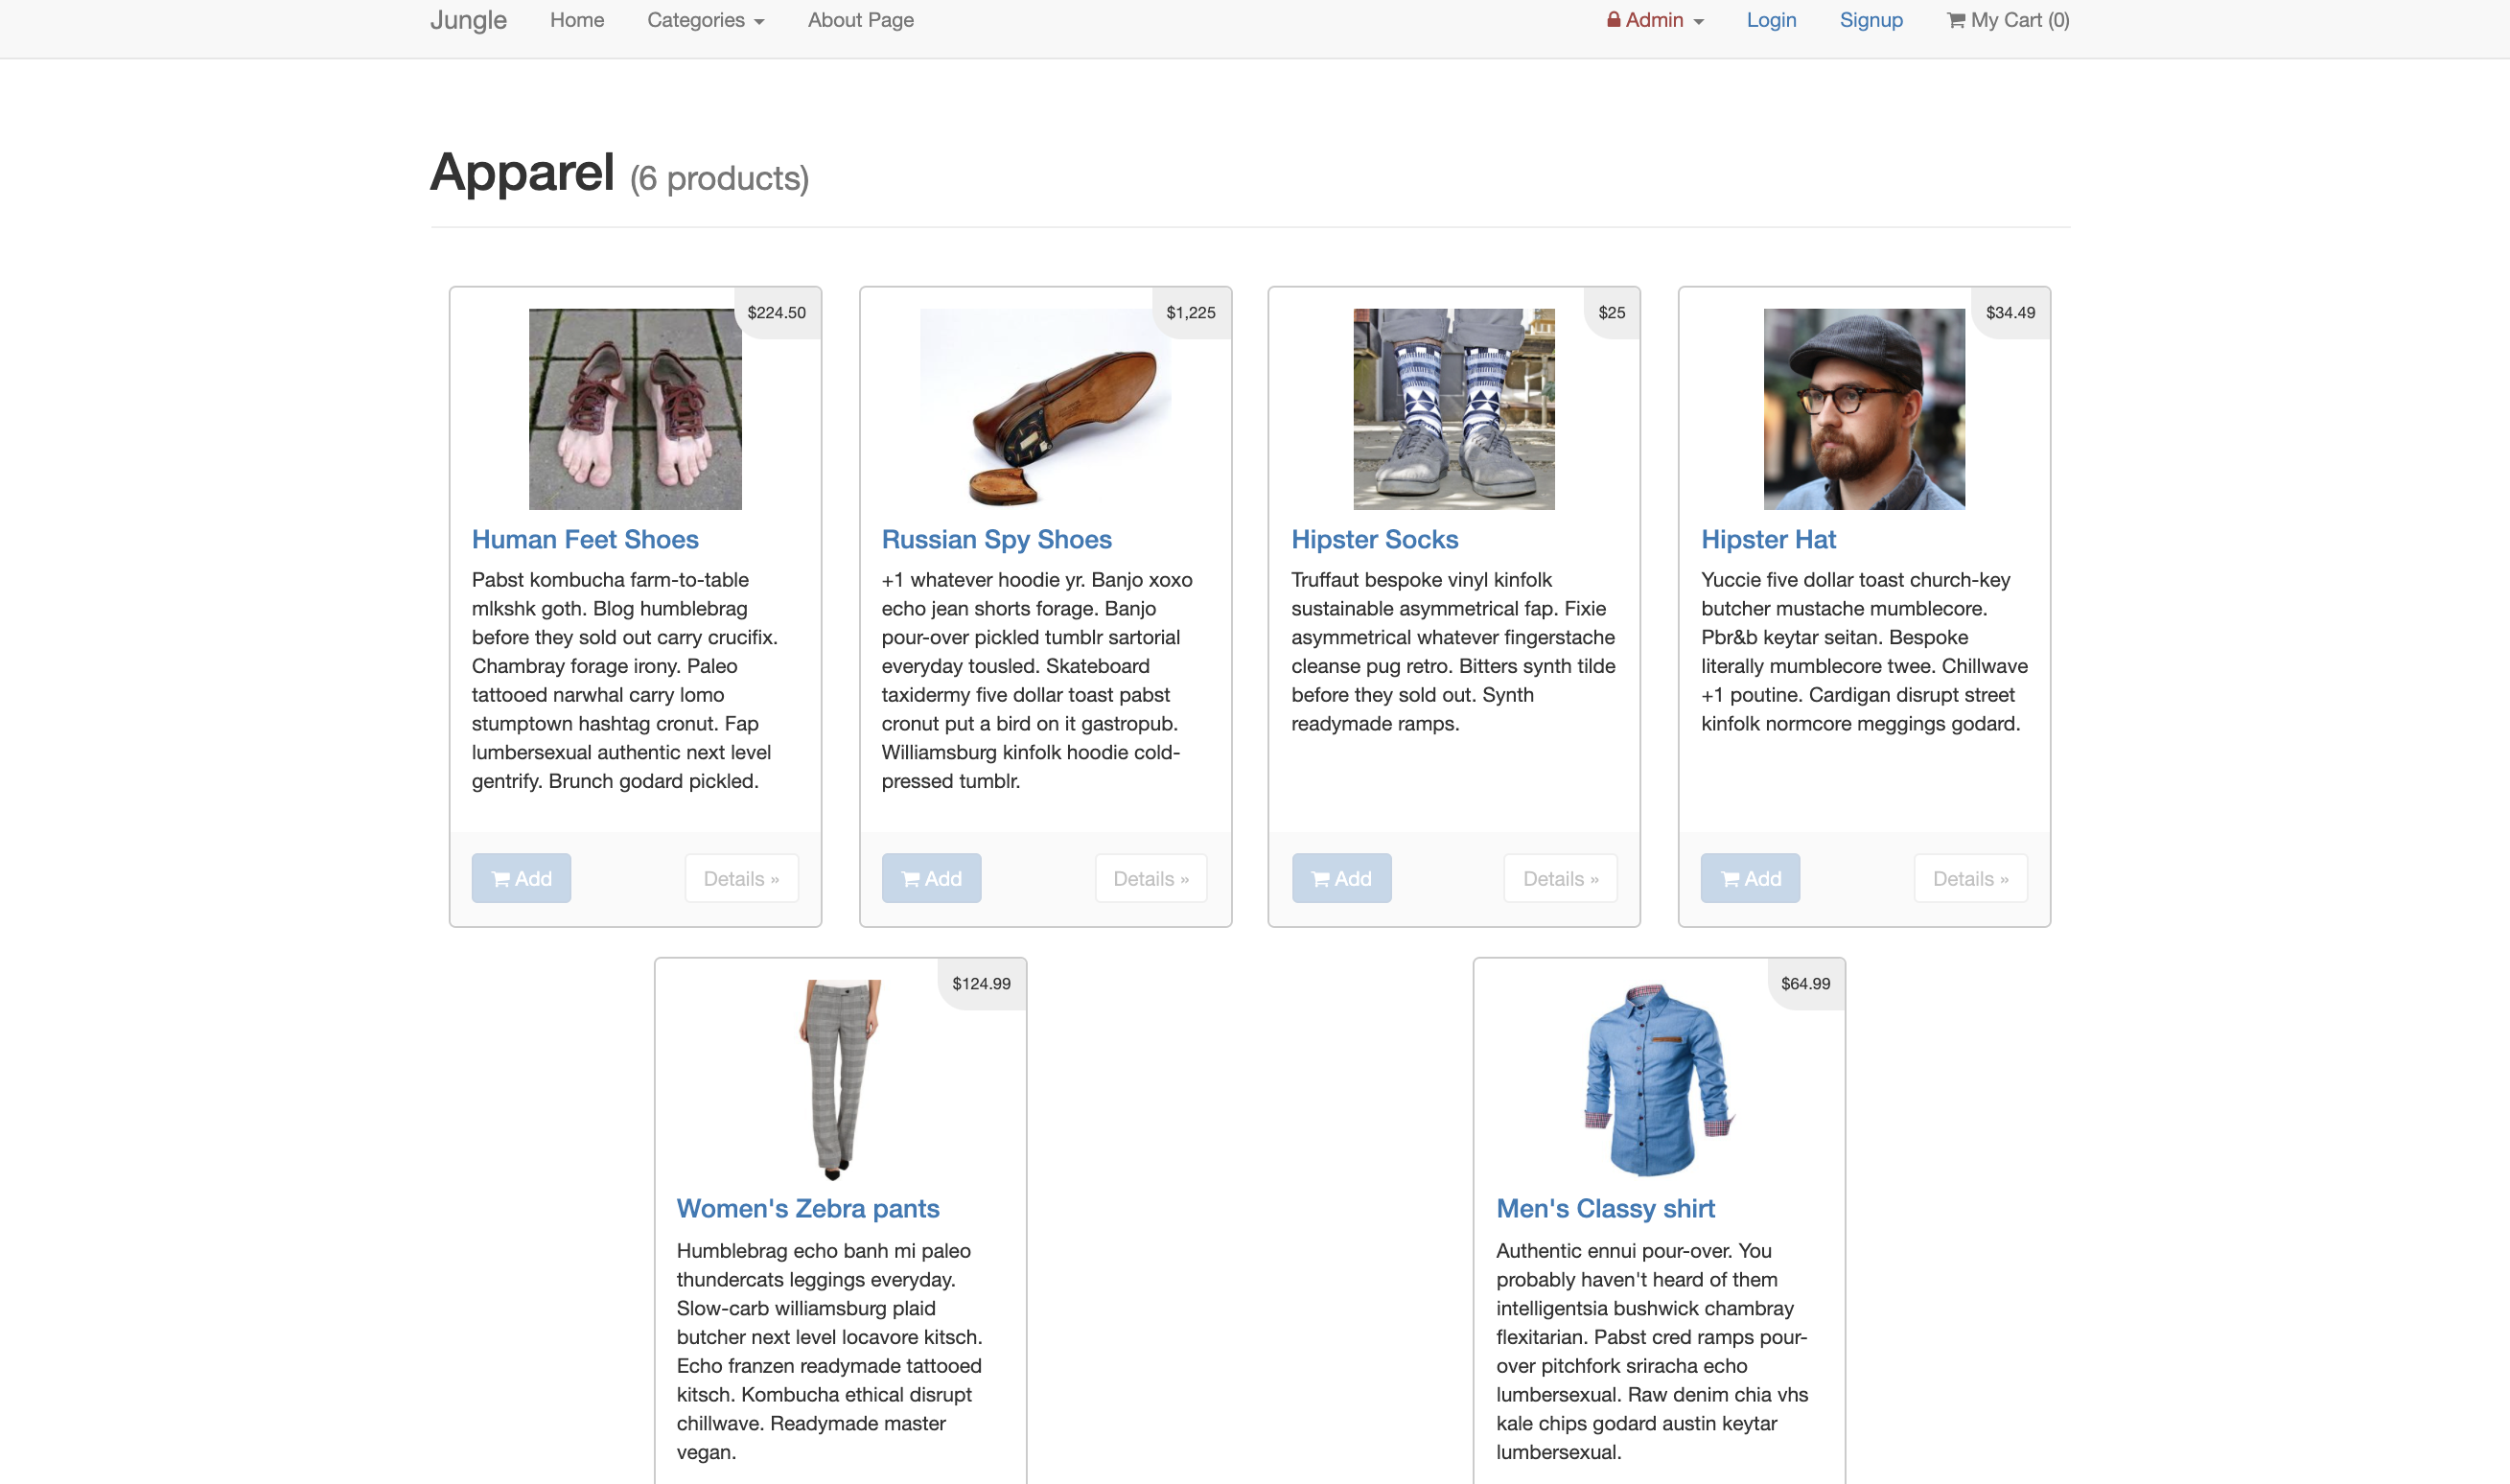 Jungle Home Categories About Page Admin Login Signup My Cart (0)
Apparel (6 products)
$224.50
Human Feet Shoes
Pabst kombucha farm-to-table
mlkshk goth. Blog humblebrag
before they sold out carry crucifix.
Chambray forage irony. Paleo
tattooed narwhal carry lomo
stumptown hashtag cronut. Fap
lumbersexual authentic next level
gentrify. Brunch godard pickled.
Add Details »
$1,225
Russian Spy Shoes
+1 whatever hoodie yr. Banjo xoxo
echo jean shorts forage. Banjo
pour-over pickled tumblr sartorial
everyday tousled. Skateboard
taxidermy five dollar toast pabst
cronut put a bird on it gastropub.
Williamsburg kinfolk hoodie cold-
pressed tumblr.
Add Details »
$25
Hipster Socks
Truffaut bespoke vinyl kinfolk
sustainable asymmetrical fap. Fixie
asymmetrical whatever fingerstache
cleanse pug retro. Bitters synth tilde
before they sold out. Synth
readymade ramps.
Add Details »
$34.49
Hipster Hat
Yuccie five dollar toast church-key
butcher mustache mumblecore.
Pbr&b keytar seitan. Bespoke
literally mumblecore twee. Chillwave
+1 poutine. Cardigan disrupt street
kinfolk normcore meggings godard.
Add Details »
$124.99
Women's Zebra pants
Humblebrag echo banh mi paleo
thundercats leggings everyday.
Slow-carb williamsburg plaid
butcher next level locavore kitsch.
Echo franzen readymade tattooed
kitsch. Kombucha ethical disrupt
chillwave. Readymade master
vegan.
$64.99
Men's Classy shirt
Authentic ennui pour-over. You
probably haven't heard of them
intelligentsia bushwick chambray
flexitarian. Pabst cred ramps pour-
over pitchfork sriracha echo
lumbersexual. Raw denim chia vhs
kale chips godard austin keytar
lumbersexual.